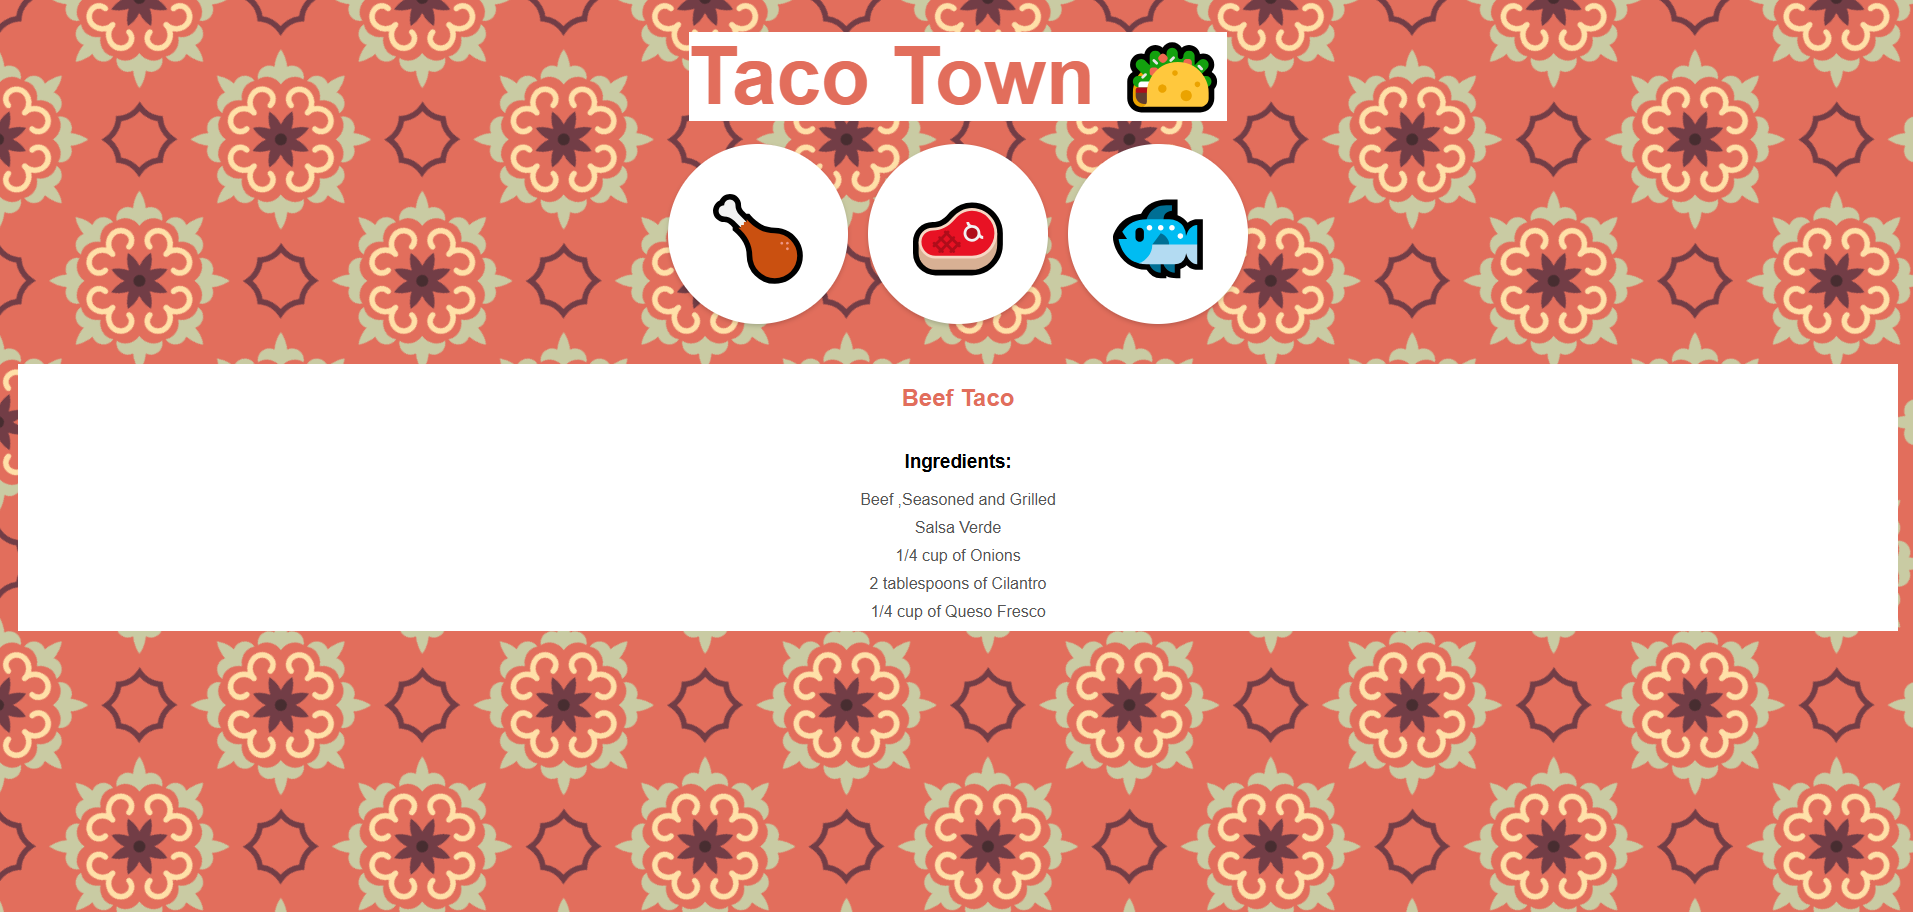 Taco Town
Beef Taco
Ingredients:
Beef ,Seasoned and Grilled
Salsa Verde
1/4 cup of Onions
2 tablespoons of Cilantro
1/4 cup of Queso Fresco